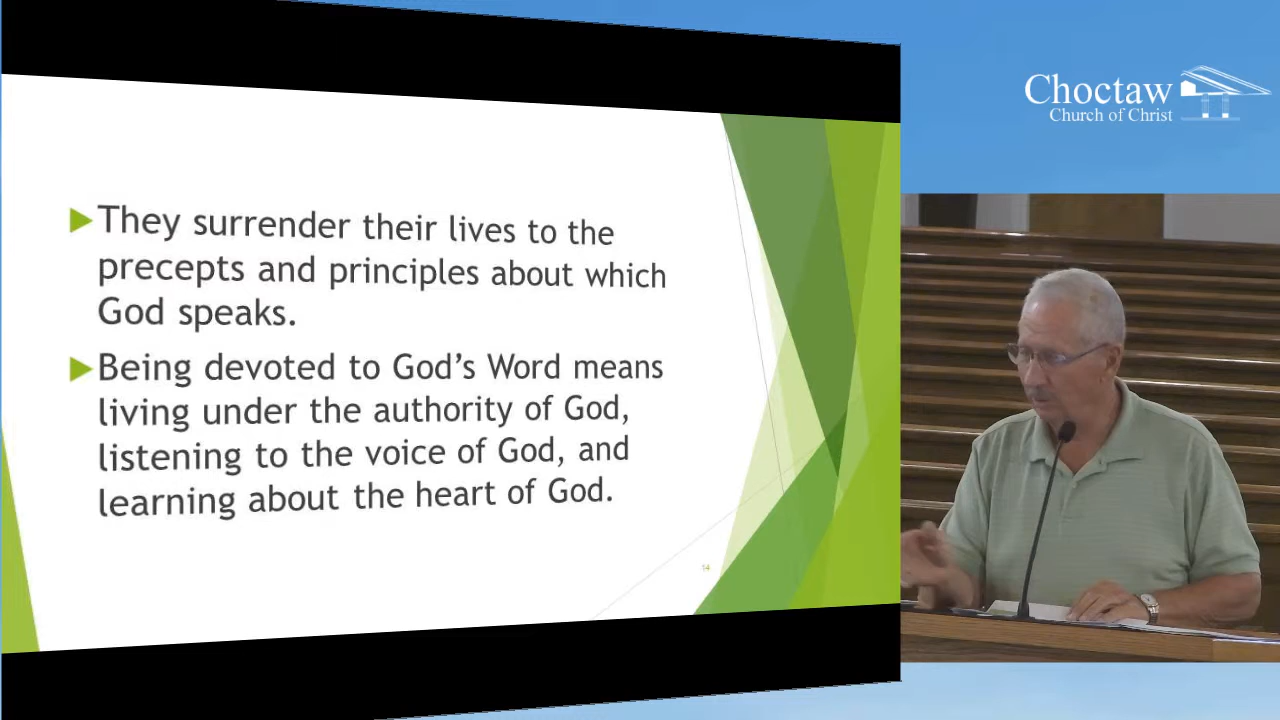 Choctaw
Church of Christ
They surrender their lives to the
precepts and principles about which
God speaks.
Being devoted to God's Word means
living under the authority of God,
listening to the voice of God, and
learning about the heart of God.
14